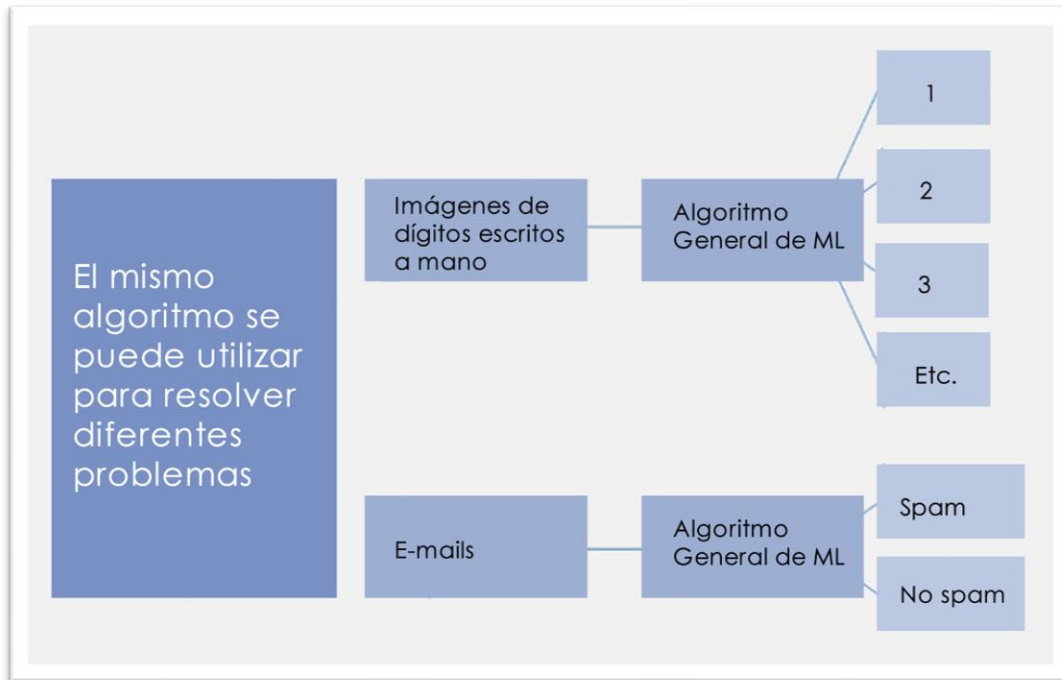 El mismo
algoritmo se
puede utilizar
para resolver
diferentes
problemas
Imágenes de
dígitos escritos
a mano
Algoritmo
General de ML
1
2
3
Etc.
E-mails
Algoritmo
General de ML
Spam
No spam